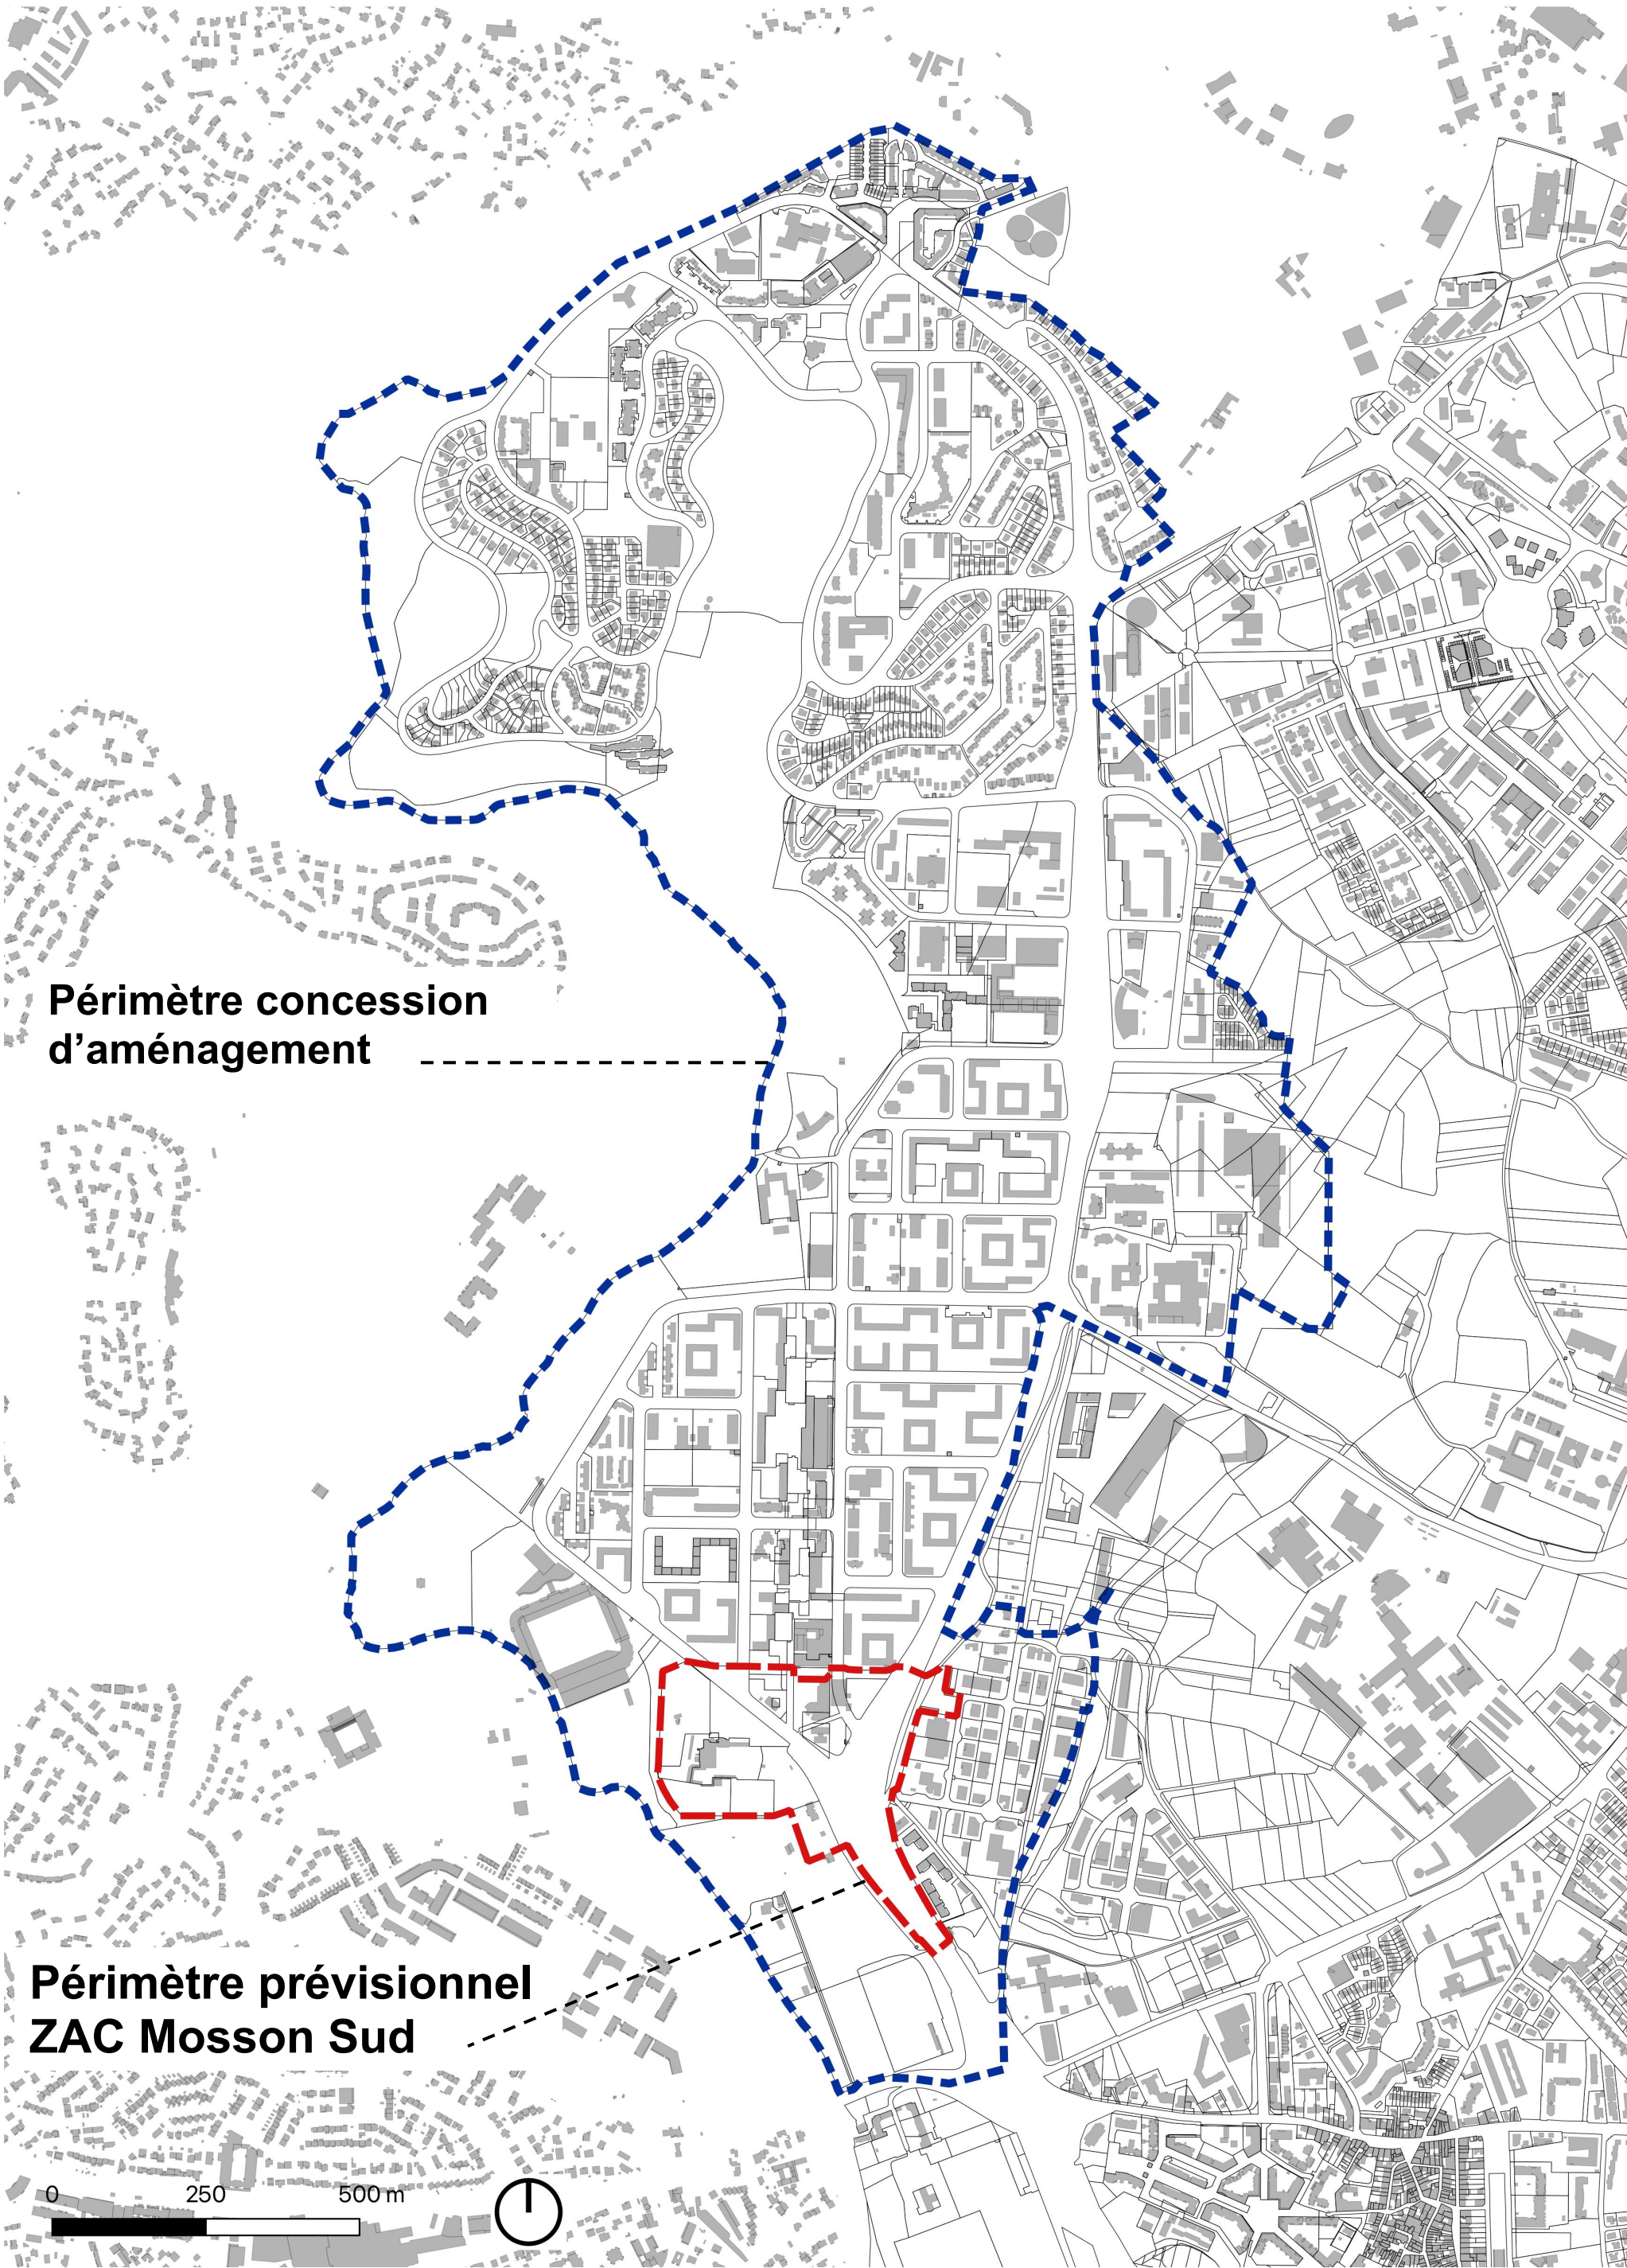 Périmètre concession
d’aménagement
Périmètre prévisionnel
ZAC Mosson Sud
0 250 500 m